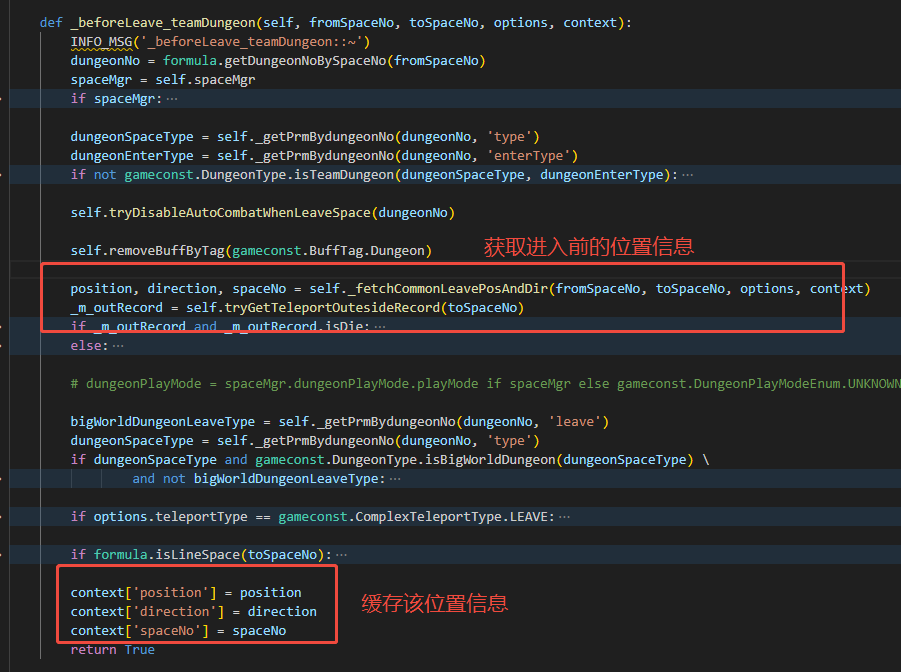 def _beforeLeave_teamDungeon(self, fromSpaceNo, toSpaceNo, options, context):
INFO_MSG('_beforeLeave_teamDungeon::~')
dungeonNo = formula.getDungeonNoBySpaceNo(fromSpaceNo)
spaceMgr = self.spaceMgr
if spaceMgr: ···
dungeonSpaceType = self._getPrmBydungeonNo(dungeonNo, 'type')
dungeonEnterType = self._getPrmBydungeonNo(dungeonNo, 'enterType')
if not gameconst.DungeonType.isTeamDungeon(dungeonSpaceType, dungeonEnterType): ···
self.tryDisableAutoCombatWhenLeaveSpace(dungeonNo)
self.removeBuffByTag(gameconst.BuffTag.Dungeon)
获取进入前的位置信息
position, direction, spaceNo = self._fetchCommonLeavePosAndDir(fromSpaceNo, toSpaceNo, options, context)
_m_outRecord = self.tryGetTeleportOutesideRecord(toSpaceNo)
if _m_outRecord and _m_outRecord.isDie: ···
else: ···
# dungeonPlayMode = spaceMgr.dungeonPlayMode.playMode if spaceMgr else gameconst.DungeonPlayModeEnum.UNKNOWN
bigWorldDungeonLeaveType = self._getPrmBydungeonNo(dungeonNo, 'leave')
dungeonSpaceType = self._getPrmBydungeonNo(dungeonNo, 'type')
if dungeonSpaceType and gameconst.DungeonType.isBigWorldDungeon(dungeonSpaceType) \
and not bigWorldDungeonLeaveType: ···
if options.teleportType == gameconst.ComplexTeleportType.LEAVE: ···
if formula.isLineSpace(toSpaceNo): ···
context['position'] = position
context['direction'] = direction
缓存该位置信息
context['spaceNo'] = spaceNo
return True